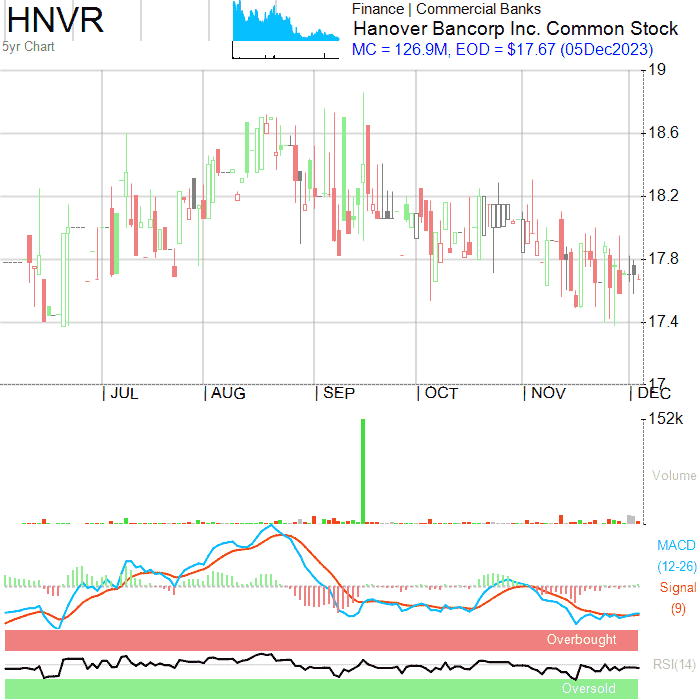 HNVR
5yr Chart
Finance | Commercial Banks
Hanover Bancorp Inc. Common Stock
MC = 126.9M, EOD = $17.67 (05Dec2023)
19
18.6
18.2
17.8
17.4
17
| JUL | AUG | SEP | OCT | NOV | DEC
152k
Volume
MACD
(12-26)
Signal
(9)
Overbought
RSI(14)
Oversold